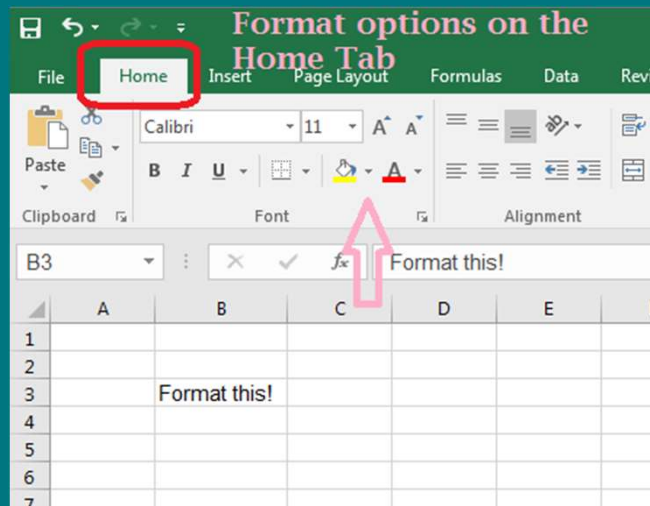 Format options on the
Home Tab
File Home Insert Page Layout Formulas Data
Calibri 11 A A
Paste
B I U A
Clipboard Font Alignment
B3 fx Format this!
A B C D E
1
2
3 Format this!
4
5
6
7